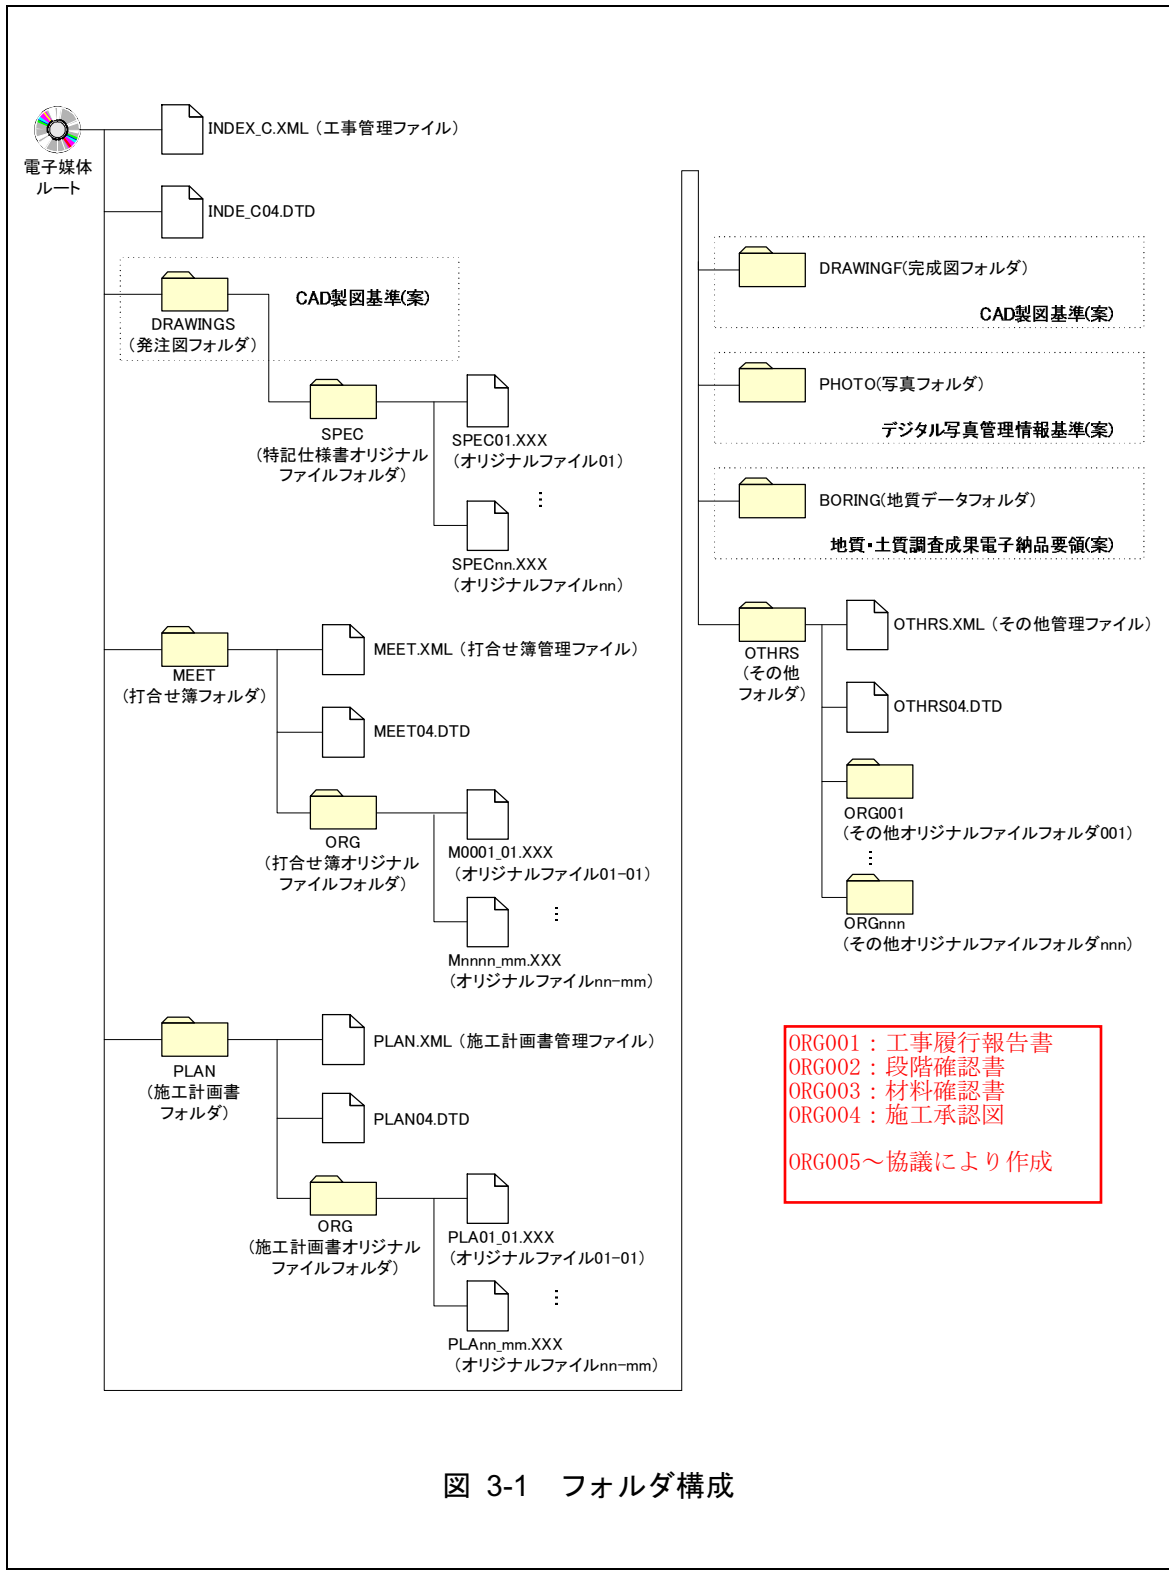 電子媒体
ルート
INDEX_C.XML（工事管理ファイル）
INDE_C04.DTD
CAD製図基準(案)
DRAWINGS
（発注図フォルダ）
SPEC
（特記仕様書オリジナル
ファイルフォルダ）
SPEC01.XXX
（オリジナルファイル01）
⋮
SPECnn.XXX
（オリジナルファイルnn）
MEET
（打合せ簿フォルダ）
MEET.XML（打合せ簿管理ファイル）
MEET04.DTD
ORG
（打合せ簿オリジナル
ファイルフォルダ）
M0001_01.XXX
（オリジナルファイル01-01）
⋮
Mnnnn_mm.XXX
（オリジナルファイルnn-mm）
PLAN
（施工計画書
フォルダ）
PLAN.XML（施工計画書管理ファイル）
PLAN04.DTD
ORG
（施工計画書オリジナル
ファイルフォルダ）
PLA01_01.XXX
（オリジナルファイル01-01）
⋮
PLAnn_mm.XXX
（オリジナルファイルnn-mm）
DRAWINGF(完成図フォルダ）
CAD製図基準(案)
PHOTO(写真フォルダ）
デジタル写真管理情報基準(案)
BORING(地質データフォルダ）
地質・土質調査成果電子納品要領(案)
OTHRS
（その他
フォルダ）
OTHRS.XML（その他管理ファイル）
OTHRS04.DTD
ORG001
（その他オリジナルファイルフォルダ001）
⋮
ORGnnn
（その他オリジナルファイルフォルダnnn）
ORG001：工事履行報告書
ORG002：段階確認書
ORG003：材料確認書
ORG004：施工承認図
ORG005～協議により作成
図 3-1　フォルダ構成